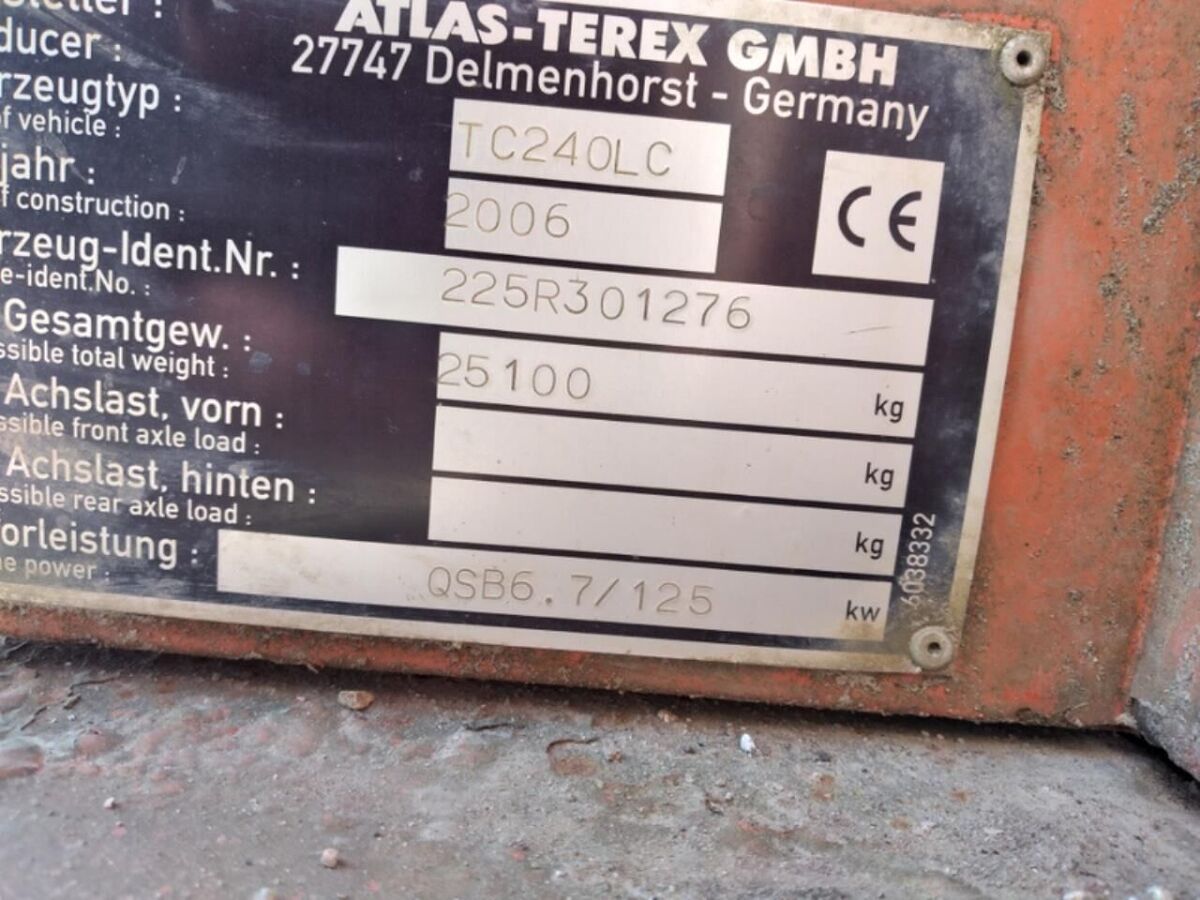 steller :
ducer :
ATLAS-TEREX GMBH
27747 Delmenhorst - Germany
rzeugtyp :
of vehicle :
TC240LC
jahr :
f construction :
2006
CE
rzeug-Ident.Nr. :
e-ident.No. :
225R301276
Gesamtgew. :
ssible total weight :
25100 kg
Achslast, vorn :
ssible front axle load :
kg
Achslast, hinten :
ssible rear axle load :
kg
orleistung :
ne power :
QSB6.7/125 kw
6038332